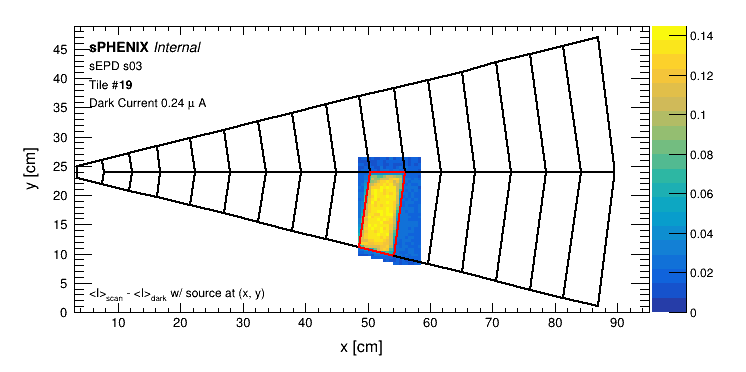 sPHENIX Internal
sEPD s03
Tile #19
Dark Current 0.24 μ A
<I>scan - <I>dark w/ source at (x, y)
y [cm]
45
40
35
30
25
20
15
10
5
0
10 20 30 40 50 60 70 80 90
x [cm]
0.14
0.12
0.1
0.08
0.06
0.04
0.02
0